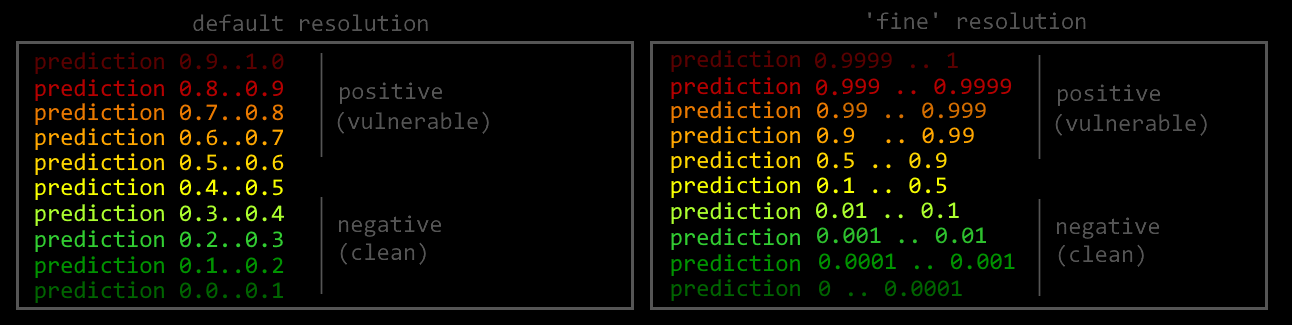 default resolution
prediction 0.9..1.0
prediction 0.8..0.9
prediction 0.7..0.8
prediction 0.6..0.7
prediction 0.5..0.6
prediction 0.4..0.5
prediction 0.3..0.4
prediction 0.2..0.3
prediction 0.1..0.2
prediction 0.0..0.1
positive
(vulnerable)
negative
(clean)
'fine' resolution
prediction 0.9999 .. 1
prediction 0.999 .. 0.9999
prediction 0.99 .. 0.999
prediction 0.9 .. 0.99
prediction 0.5 .. 0.9
prediction 0.1 .. 0.5
prediction 0.01 .. 0.1
prediction 0.001 .. 0.01
prediction 0.0001 .. 0.001
prediction 0 .. 0.0001
positive
(vulnerable)
negative
(clean)